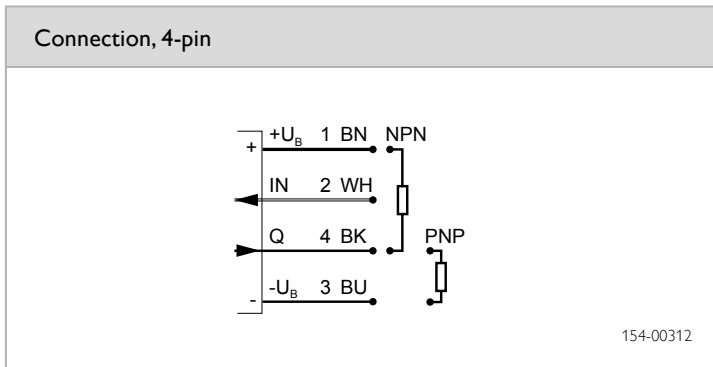 Connection, 4-pin
+U_B 1 BN NPN
+
IN 2 WH
Q 4 BK PNP
-U_B 3 BU
-
154-00312